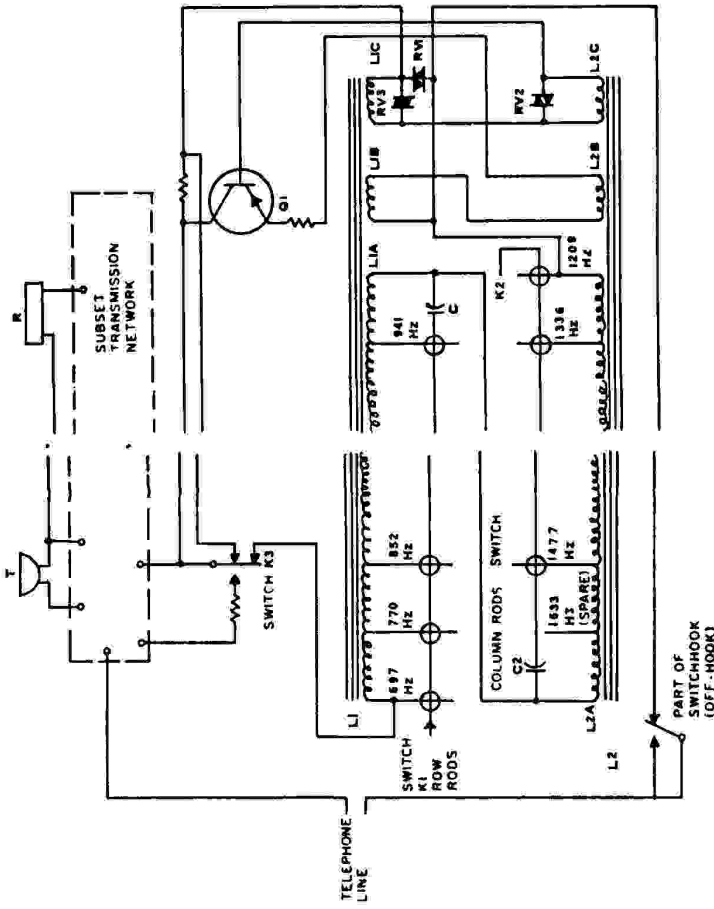 R
SUBSET
TRANSMISSION
NETWORK
T
SWITCH K3
Q1
RV1
L1C
RV3
L1B
L1A
941
HZ
C
852
HZ
770
HZ
697
HZ
L1
SWITCH
K1
ROW
RODS
RV2
L2C
L2B
K2
1209
HZ
1336
HZ
COLUMN RODS SWITCH
1477
HZ
1633
HZ
(SPARE)
C2
L2A
L2
TELEPHONE
LINE
PART OF
SWITCHHOOK
(OFF-HOOK)